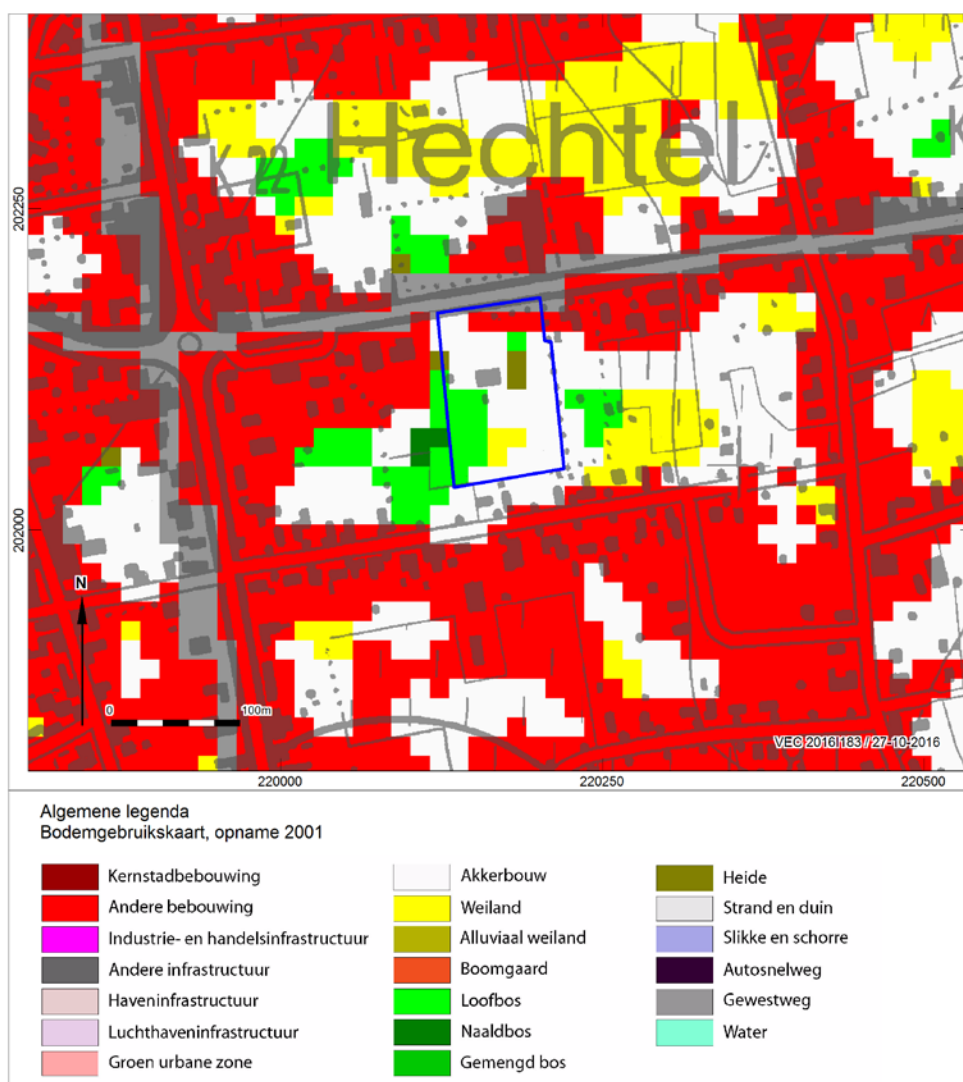 Hechtel
K 22
K
202250
202000
N
0 100m
VEC 2016I183 / 27-10-2016
220000 220250 220500
Algemene legenda
Bodemgebruikskaart, opname 2001
Kernstadbebouwing
Andere bebouwing
Industrie- en handelsinfrastructuur
Andere infrastructuur
Haveninfrastructuur
Luchthaveninfrastructuur
Groen urbane zone
Akkerbouw
Weiland
Alluviaal weiland
Boomgaard
Loofbos
Naaldbos
Gemengd bos
Heide
Strand en duin
Slikke en schorre
Autosnelweg
Gewestweg
Water